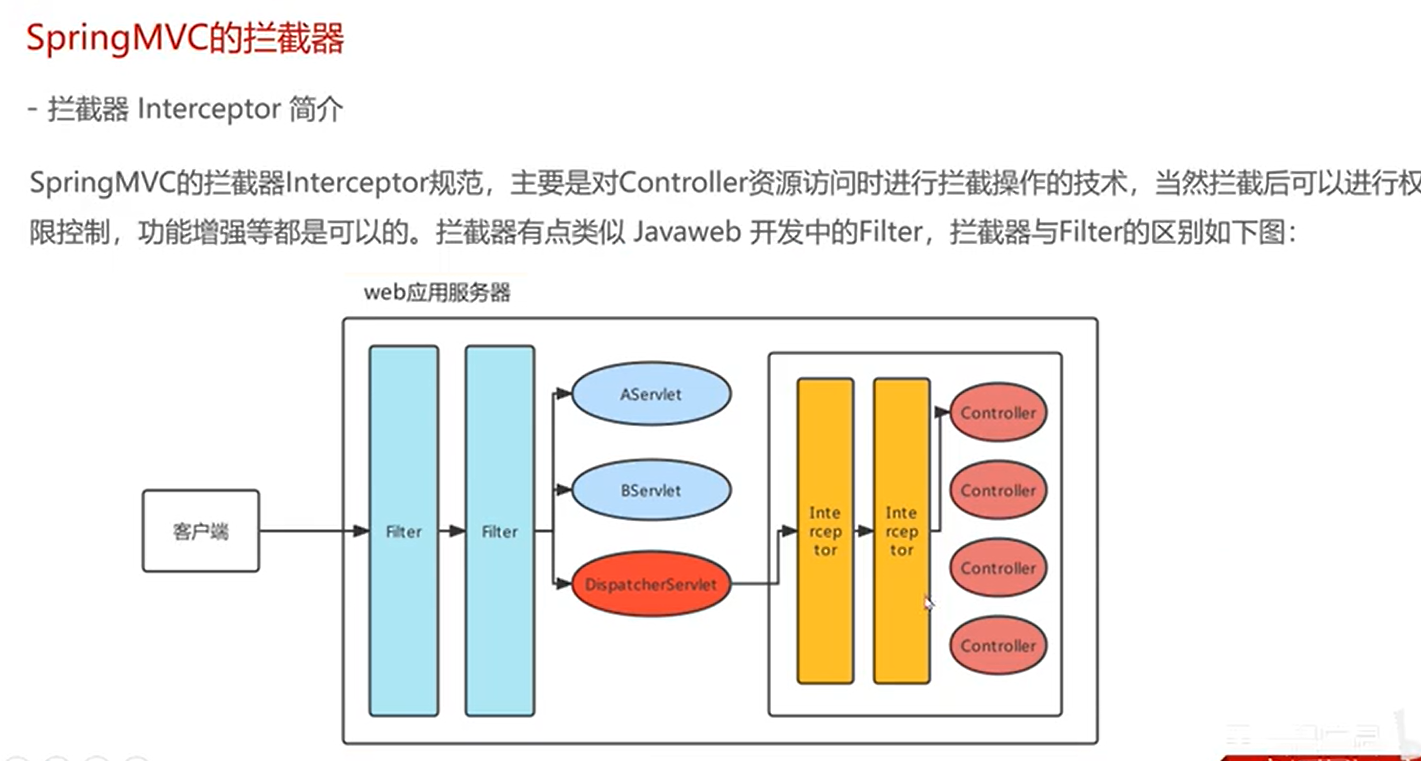 SpringMVC的拦截器
- 拦截器 Interceptor 简介
SpringMVC的拦截器Interceptor规范，主要是对Controller资源访问时进行拦截操作的技术，当然拦截后可以进行权
限控制，功能增强等都是可以的。拦截器有点类似 Javaweb 开发中的Filter，拦截器与Filter的区别如下图：
web应用服务器
客户端
Filter
Filter
AServlet
BServlet
DispatcherServlet
Inte
rcep
tor
Inte
rcep
tor
Controller
Controller
Controller
Controller